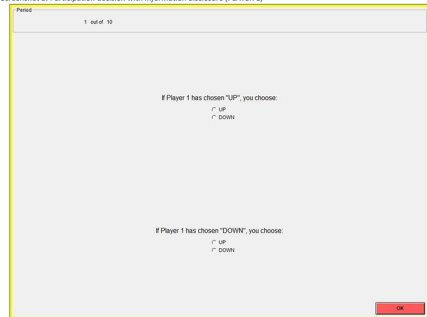 Period
1 out of 10
If Player 1 has chosen "UP", you choose:
UP
DOWN
If Player 1 has chosen "DOWN", you choose:
UP
DOWN
OK